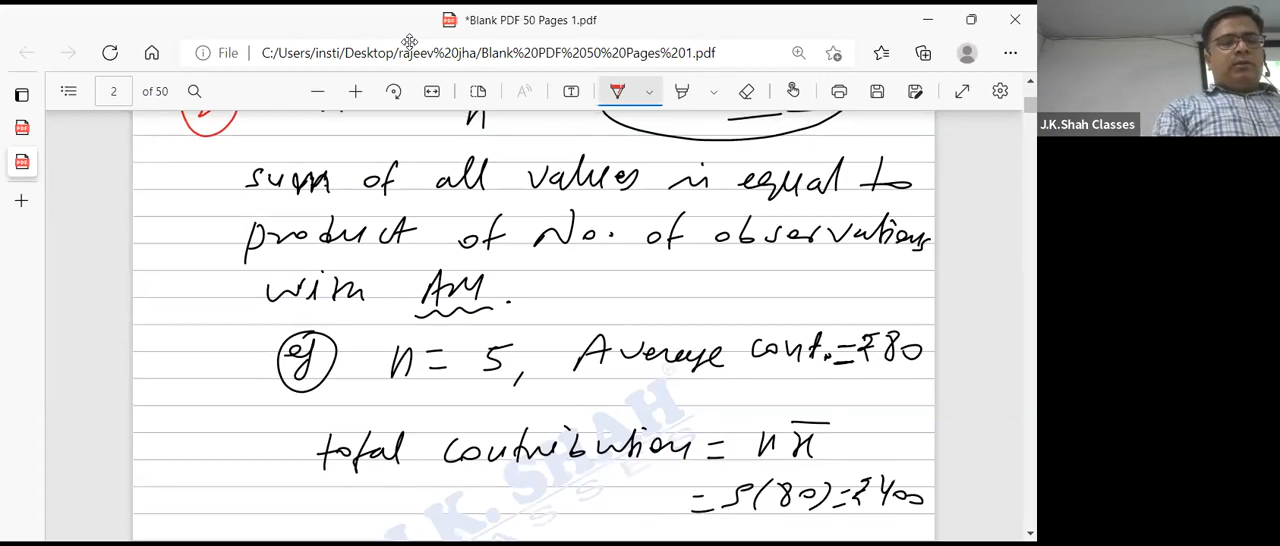 *Blank PDF 50 Pages 1.pdf
File C:/Users/insti/Desktop/rajeev%20jha/Blank%20PDF%2050%20Pages%201.pdf
2 of 50
J.K.Shah Classes
n
sum of all values is equal to
product of No. of observations
with AM.
eg n = 5, Average cont. = ₹80
total contribution = n x̅
= 5(80) = ₹400
J.K. SHAH
CLASSES